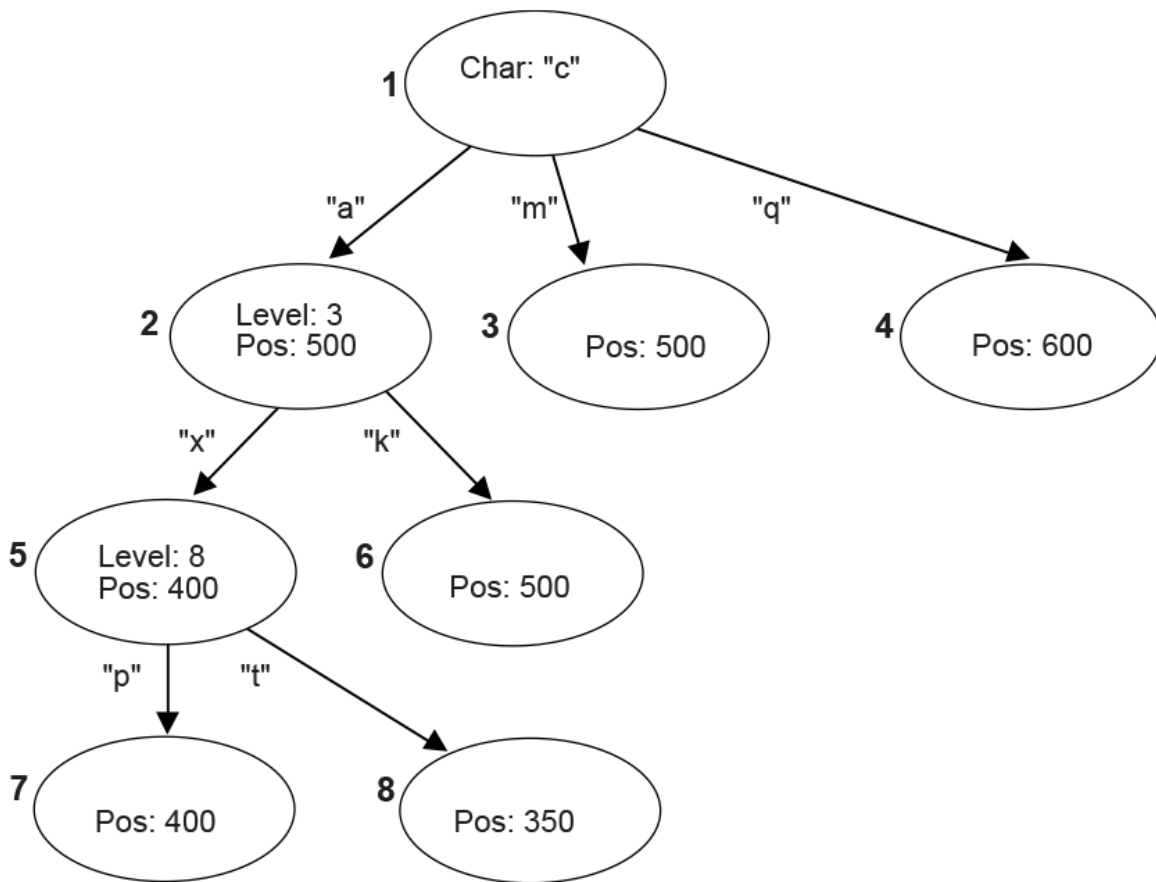 1
Char: "c"
"a"
"m"
"q"
2
Level: 3
Pos: 500
3
Pos: 500
4
Pos: 600
"x"
"k"
5
Level: 8
Pos: 400
6
Pos: 500
"p"
"t"
7
Pos: 400
8
Pos: 350